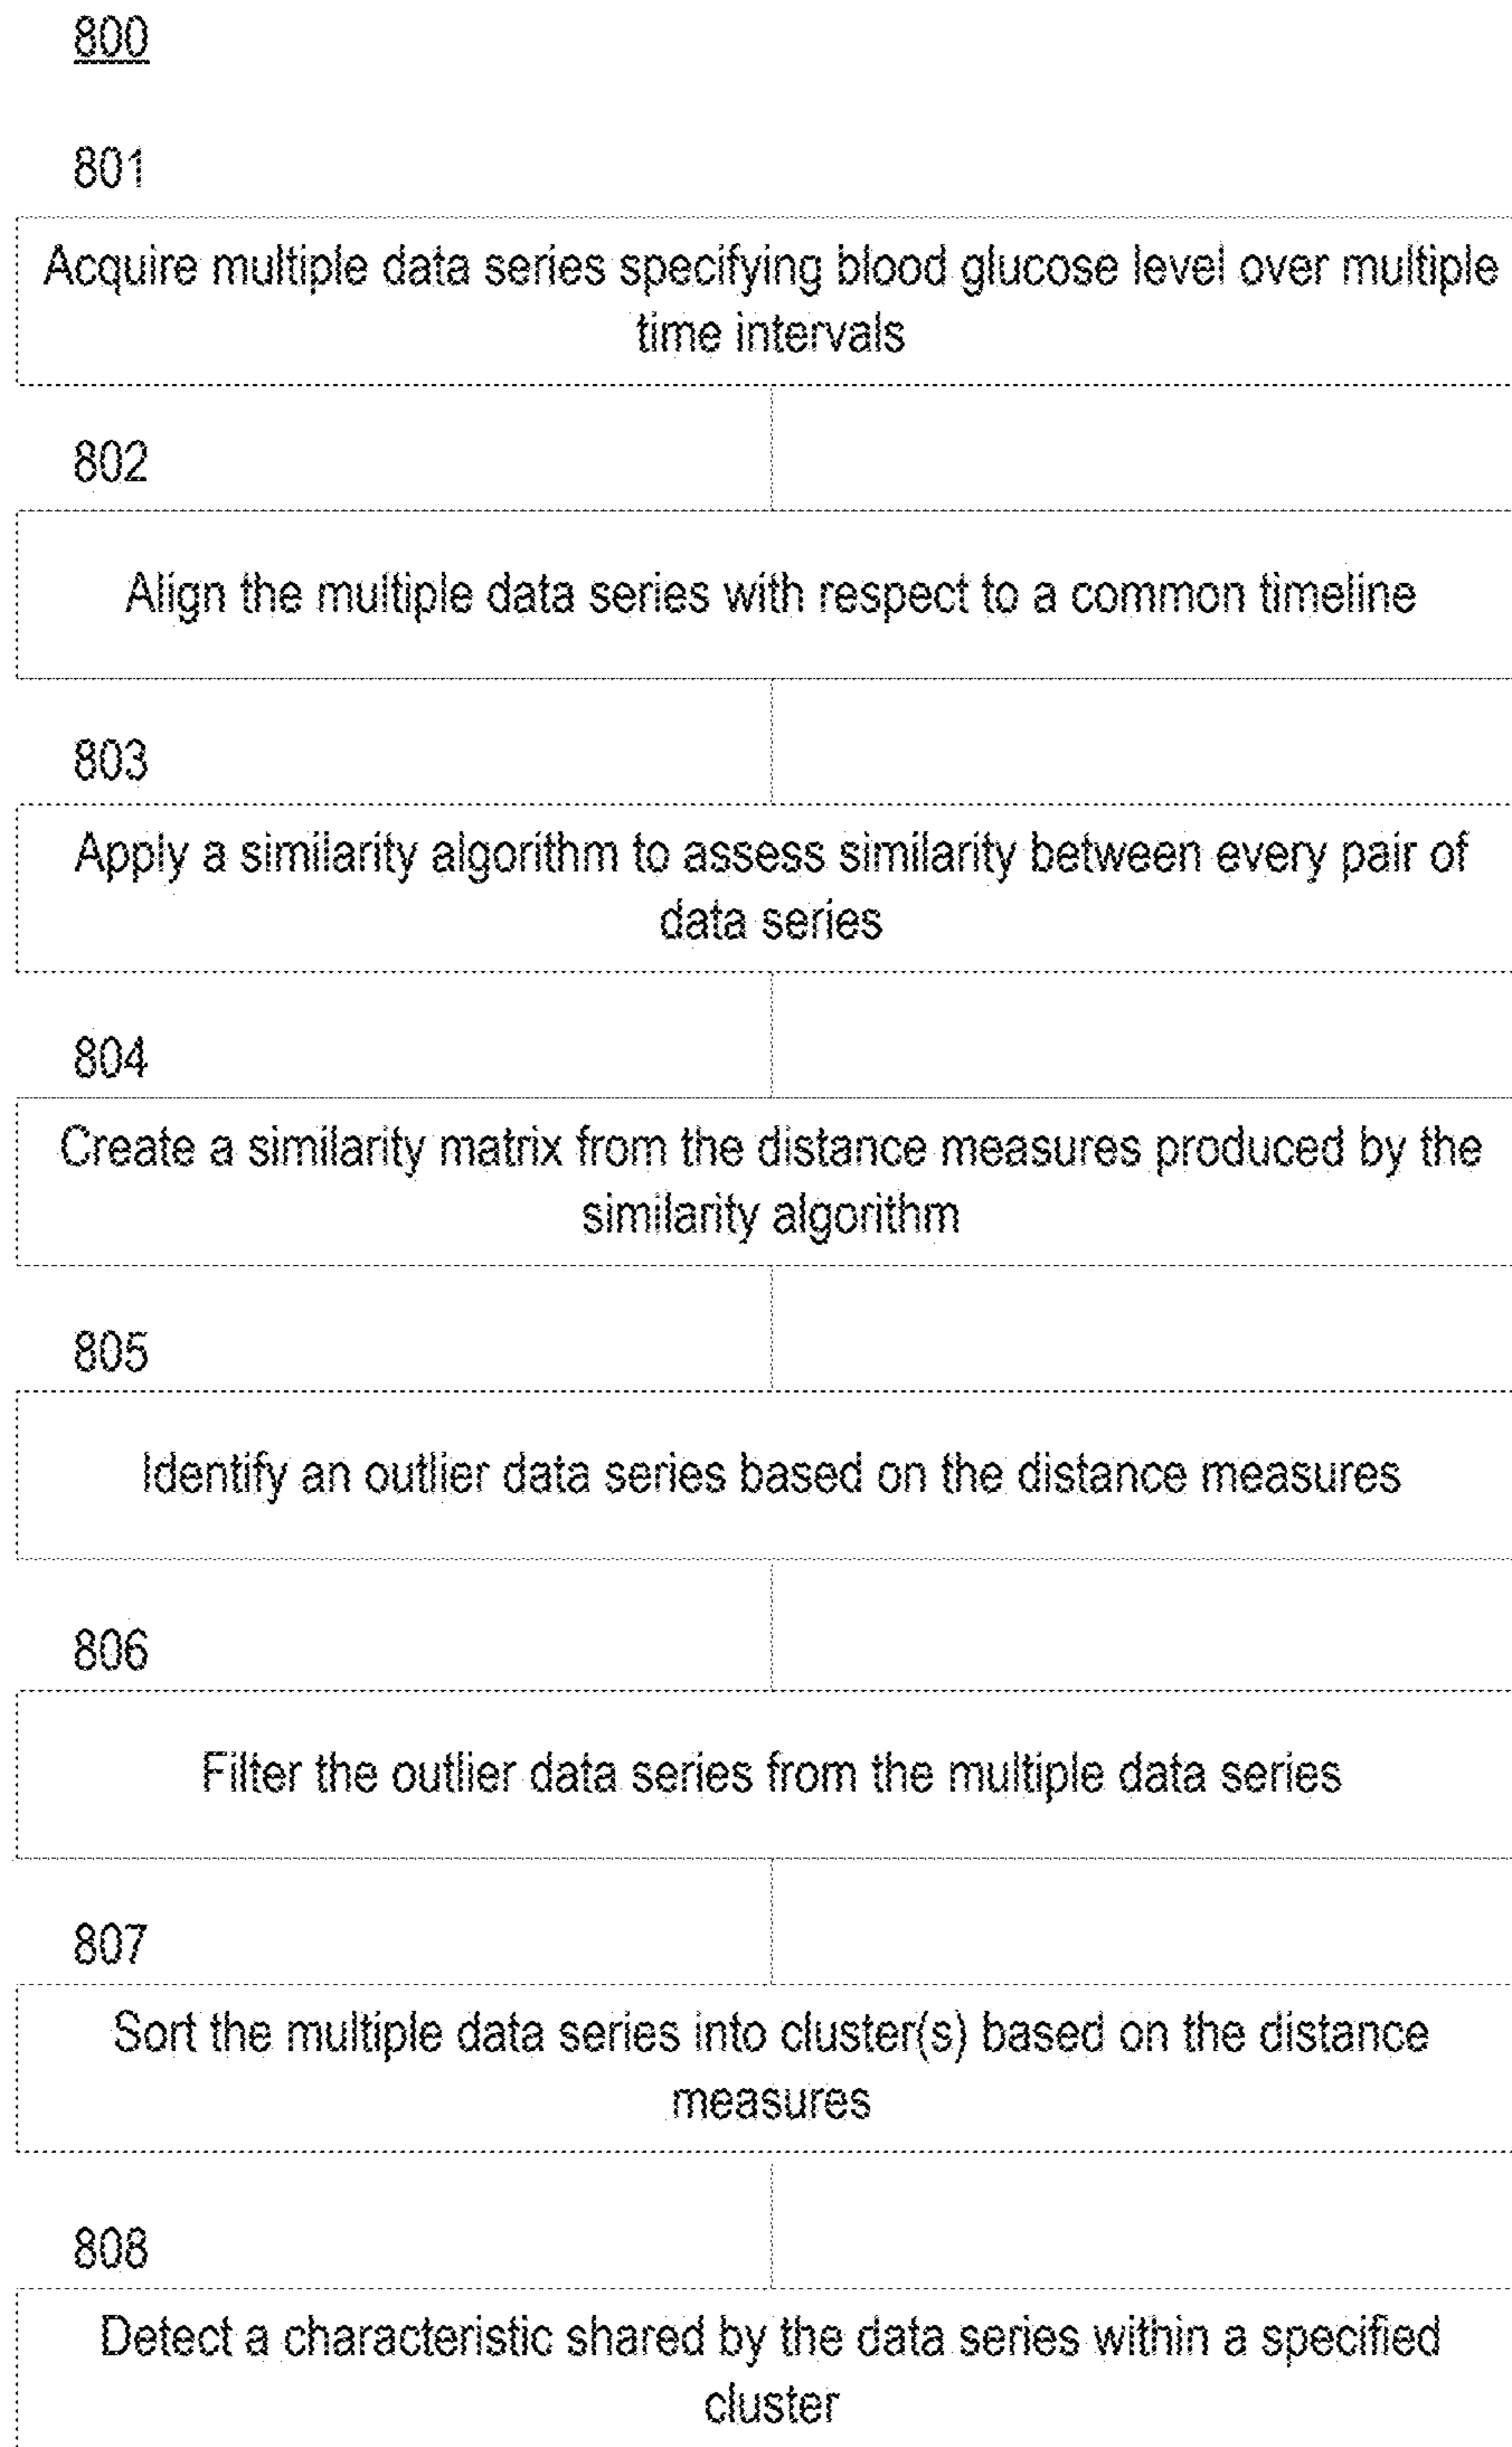 800
801
Acquire multiple data series specifying blood glucose level over multiple
time intervals
802
Align the multiple data series with respect to a common timeline
803
Apply a similarity algorithm to assess similarity between every pair of
data series
804
Create a similarity matrix from the distance measures produced by the
similarity algorithm
805
Identify an outlier data series based on the distance measures
806
Filter the outlier data series from the multiple data series
807
Sort the multiple data series into cluster(s) based on the distance
measures
808
Detect a characteristic shared by the data series within a specified
cluster